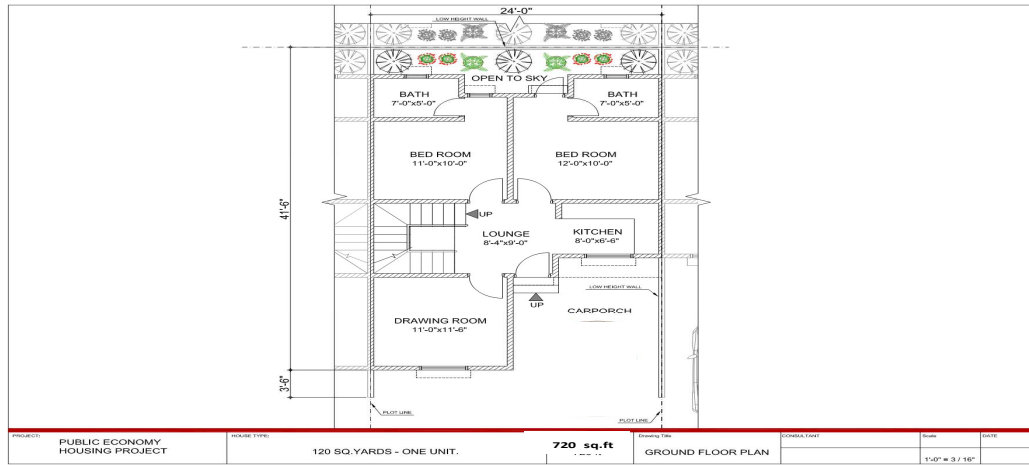 24'-0"
LOW HEIGHT WALL
OPEN TO SKY
BATH
7'-0"x5'-0"
BATH
7'-0"x5'-0"
BED ROOM
11'-0"x10'-0"
BED ROOM
12'-0"x10'-0"
41'-6"
UP
LOUNGE
8'-4"x9'-0"
KITCHEN
8'-0"x6'-6"
LOW HEIGHT WALL
UP
CARPORCH
DRAWING ROOM
11'-0"x11'-6"
3'-6"
PLOT LINE
PLOT LINE
PROJECT:
PUBLIC ECONOMY
HOUSING PROJECT
HOUSE TYPE:
120 SQ.YARDS - ONE UNIT.
720 sq.ft
Drawing Title
GROUND FLOOR PLAN
CONSULTANT
Scale
1'-0" = 3 / 16"
DATE